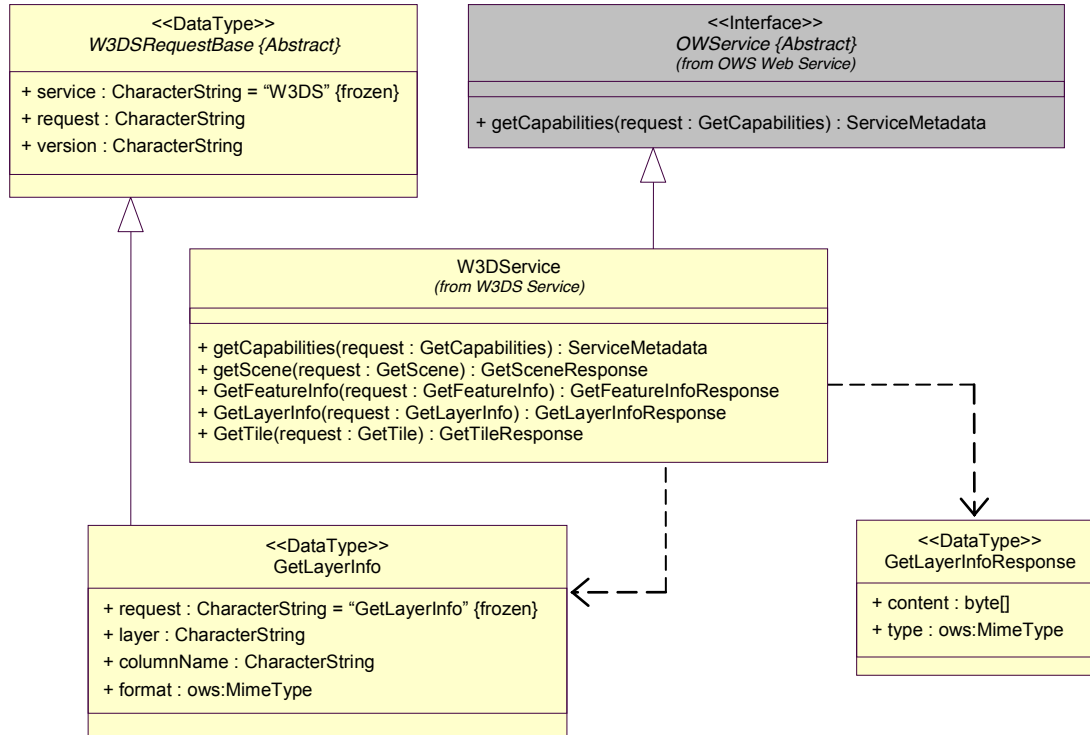 <<DataType>>
W3DSRequestBase {Abstract}
+ service : CharacterString = “W3DS” {frozen}
+ request : CharacterString
+ version : CharacterString
<<Interface>>
OWService {Abstract}
(from OWS Web Service)
+ getCapabilities(request : GetCapabilities) : ServiceMetadata
W3DService
(from W3DS Service)
+ getCapabilities(request : GetCapabilities) : ServiceMetadata
+ getScene(request : GetScene) : GetSceneResponse
+ GetFeatureInfo(request : GetFeatureInfo) : GetFeatureInfoResponse
+ GetLayerInfo(request : GetLayerInfo) : GetLayerInfoResponse
+ GetTile(request : GetTile) : GetTileResponse
<<DataType>>
GetLayerInfo
+ request : CharacterString = “GetLayerInfo” {frozen}
+ layer : CharacterString
+ columnName : CharacterString
+ format : ows:MimeType
<<DataType>>
GetLayerInfoResponse
+ content : byte[]
+ type : ows:MimeType